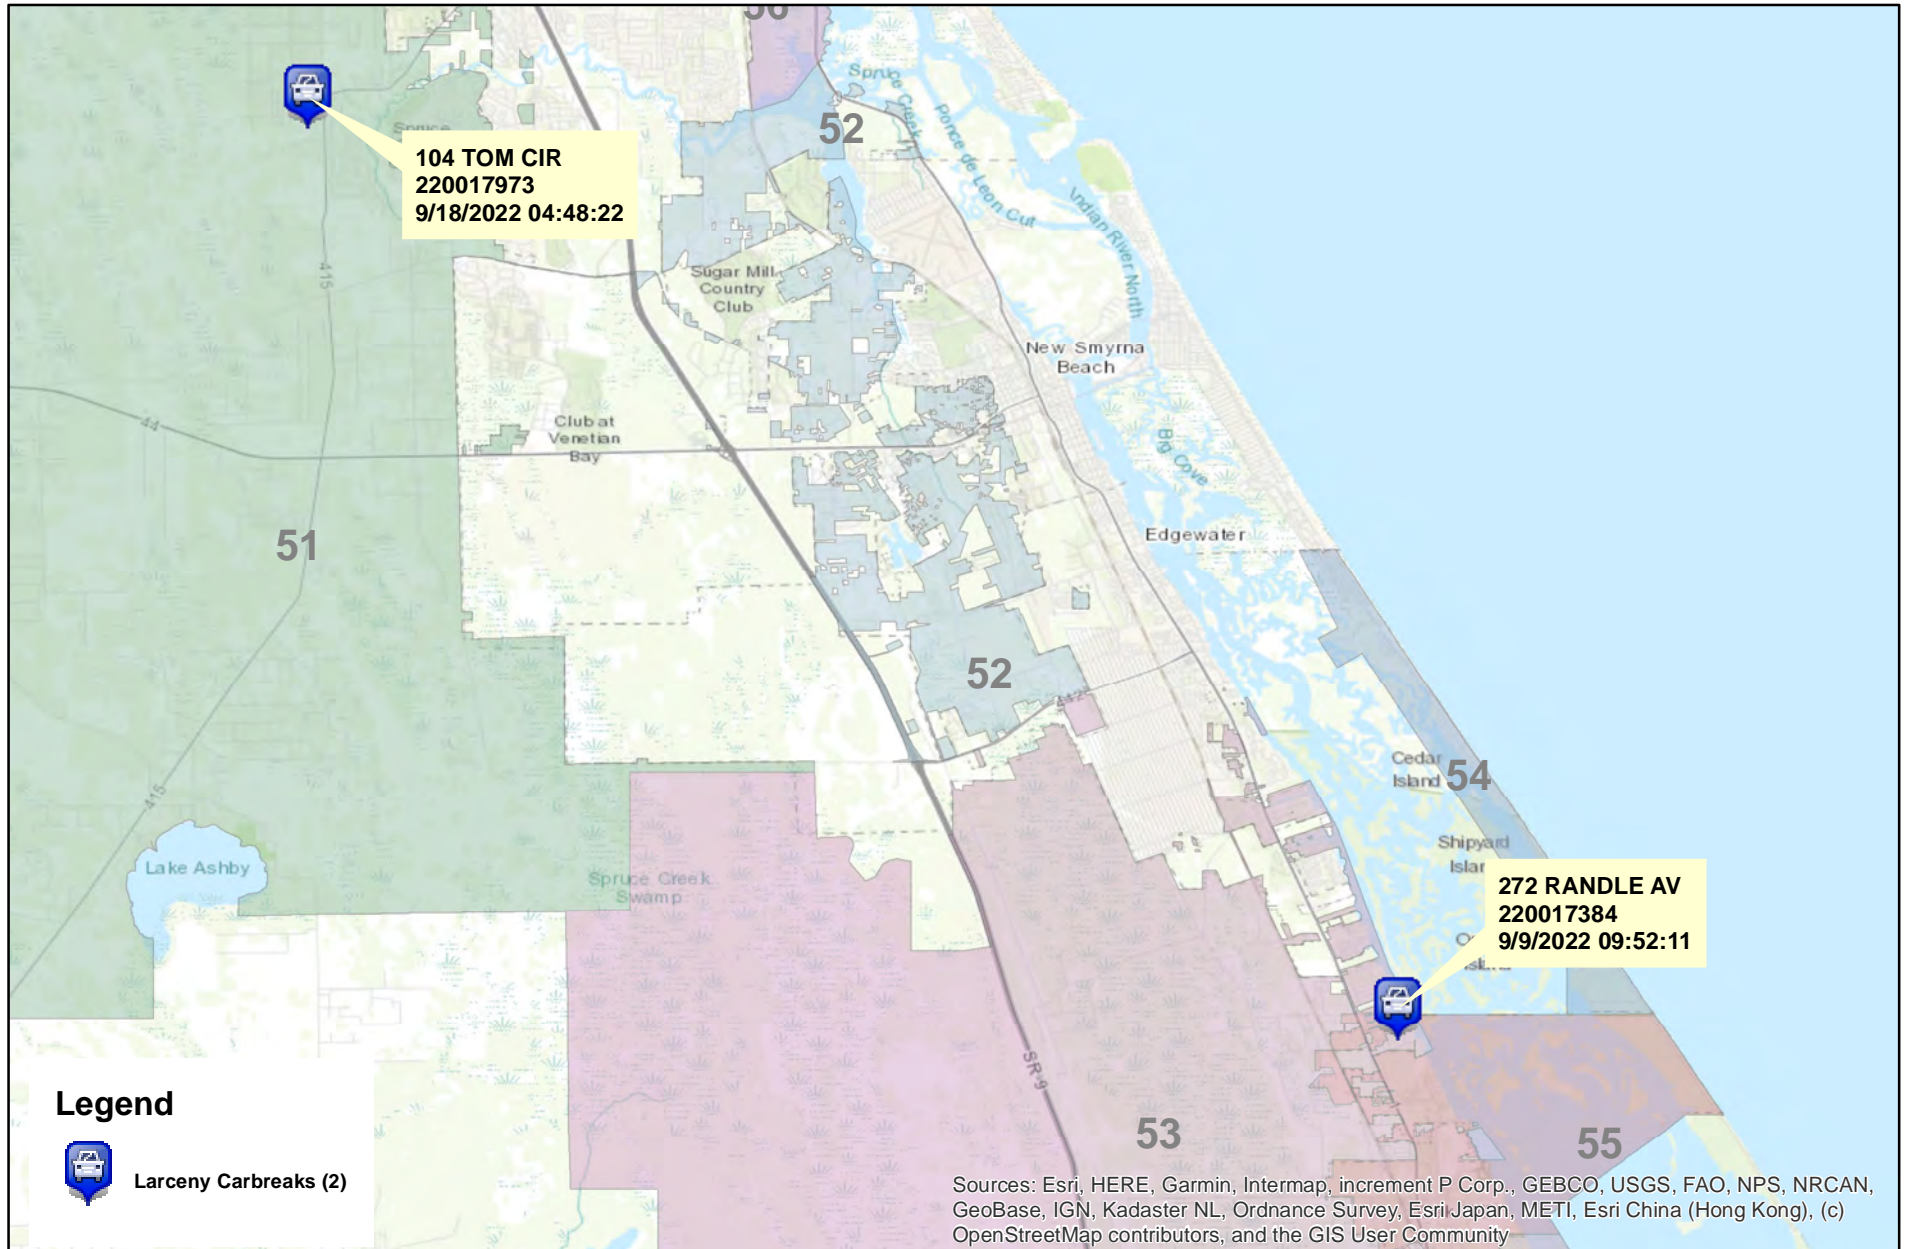 56
Spruce Creek
52
Ponce de Leon Cut
Indian River North
Spruce
104 TOM CIR
220017973
9/18/2022 04:48:22
415
Sugar Mill
Country
Club
New Smyrna
Beach
44
Club at
Venetian
Bay
Big Cove
51
Edgewater
52
Cedar
Island
54
415
Shipyard
Lake Ashby
Spruce Creek
Swamp
272 RANDLE AV
220017384
9/9/2022 09:52:11
SR-9
53
55
Legend
Larceny Carbreaks (2)
Sources: Esri, HERE, Garmin, Intermap, increment P Corp., GEBCO, USGS, FAO, NPS, NRCAN,
GeoBase, IGN, Kadaster NL, Ordnance Survey, Esri Japan, METI, Esri China (Hong Kong), (c)
OpenStreetMap contributors, and the GIS User Community